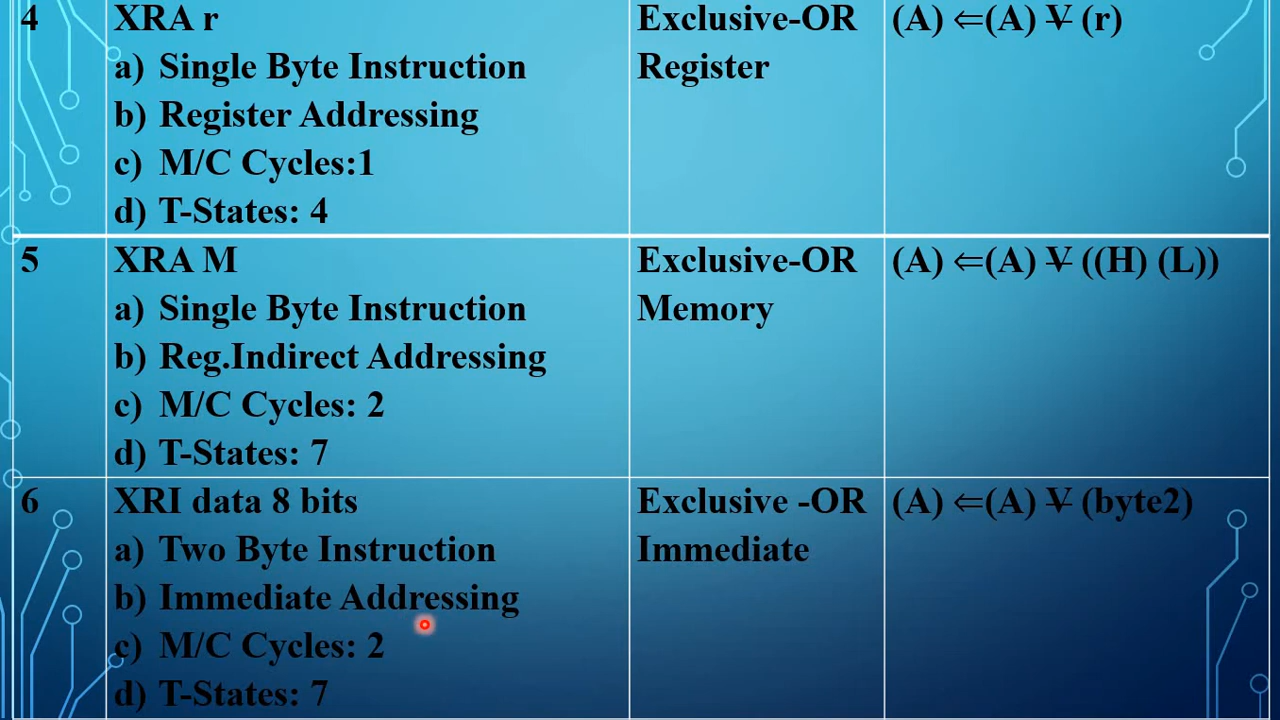 4 XRA r Exclusive-OR (A) ⇐(A) V̶ (r)
a) Single Byte Instruction Register
b) Register Addressing
c) M/C Cycles:1
d) T-States: 4
5 XRA M Exclusive-OR (A) ⇐(A) V̶ ((H) (L))
a) Single Byte Instruction Memory
b) Reg.Indirect Addressing
c) M/C Cycles: 2
d) T-States: 7
6 XRI data 8 bits Exclusive -OR (A) ⇐(A) V̶ (byte2)
a) Two Byte Instruction Immediate
b) Immediate Addressing
c) M/C Cycles: 2
d) T-States: 7